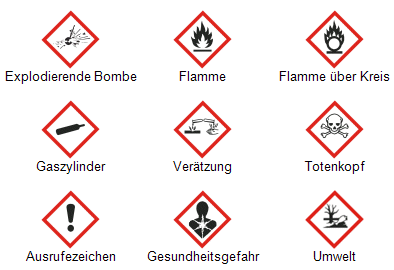 Explodierende Bombe
Flamme
Flamme über Kreis
Gaszylinder
Verätzung
Totenkopf
Ausrufezeichen
Gesundheitsgefahr
Umwelt